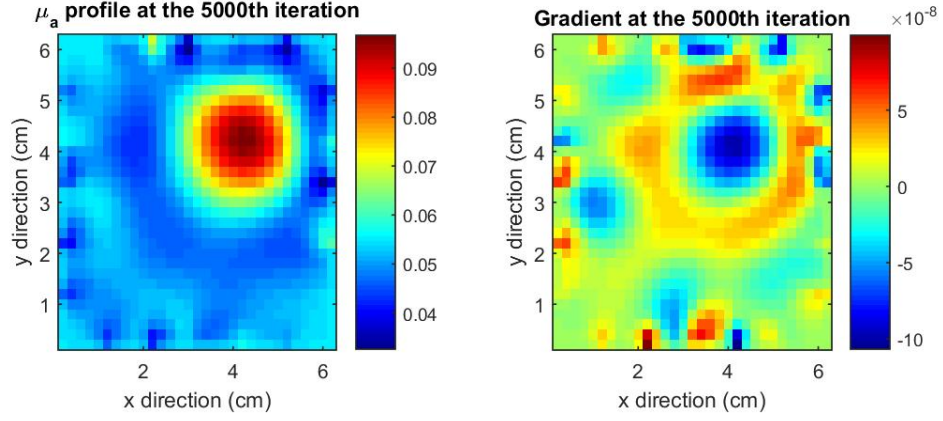 μa profile at the 5000th iteration
6
5
4
3
2
1
2 4 6
y direction (cm)
x direction (cm)
0.09
0.08
0.07
0.06
0.05
0.04
Gradient at the 5000th iteration
×10-8
6
5
4
3
2
1
2 4 6
y direction (cm)
x direction (cm)
5
0
-5
-10